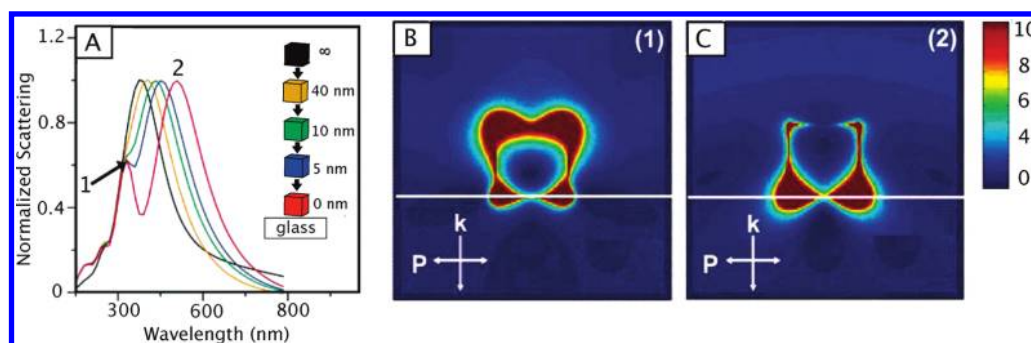 A
Normalized Scattering
1.2
0.8
0.4
0
300
600
800
Wavelength (nm)
1
2
∞
40 nm
10 nm
5 nm
0 nm
glass
B
(1)
k
P
C
(2)
k
P
10
8
6
4
2
0